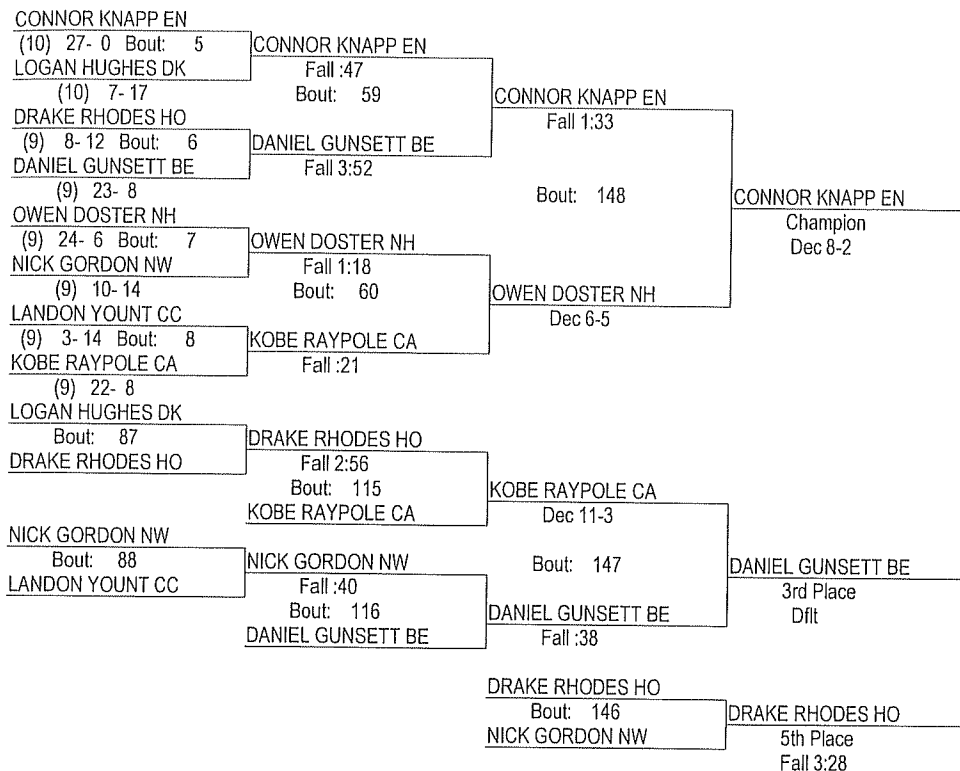 CONNOR KNAPP EN
(10) 27- 0 Bout: 5
LOGAN HUGHES DK
(10) 7- 17
DRAKE RHODES HO
(9) 8- 12 Bout: 6
DANIEL GUNSETT BE
(9) 23- 8
OWEN DOSTER NH
(9) 24- 6 Bout: 7
NICK GORDON NW
(9) 10- 14
LANDON YOUNT CC
(9) 3- 14 Bout: 8
KOBE RAYPOLE CA
(9) 22- 8
CONNOR KNAPP EN
Fall :47
Bout: 59
DANIEL GUNSETT BE
Fall 3:52
OWEN DOSTER NH
Fall 1:18
Bout: 60
KOBE RAYPOLE CA
Fall :21
CONNOR KNAPP EN
Fall 1:33
Bout: 148
OWEN DOSTER NH
Dec 6-5
CONNOR KNAPP EN
Champion
Dec 8-2
LOGAN HUGHES DK
Bout: 87
DRAKE RHODES HO
NICK GORDON NW
Bout: 88
LANDON YOUNT CC
DRAKE RHODES HO
Fall 2:56
Bout: 115
KOBE RAYPOLE CA
NICK GORDON NW
Fall :40
Bout: 116
DANIEL GUNSETT BE
KOBE RAYPOLE CA
Dec 11-3
Bout: 147
DANIEL GUNSETT BE
Fall :38
DANIEL GUNSETT BE
3rd Place
Dflt
DRAKE RHODES HO
Bout: 146
NICK GORDON NW
DRAKE RHODES HO
5th Place
Fall 3:28